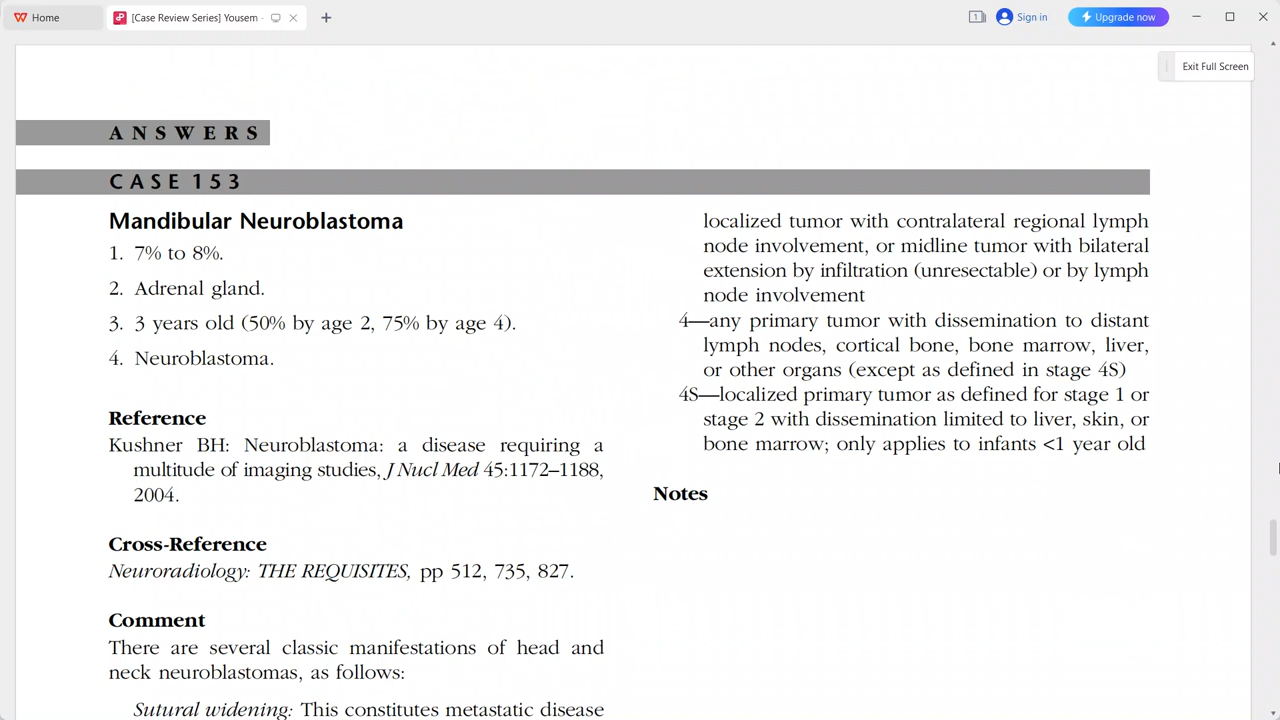 Home
[Case Review Series] Yousem -
1
Sign in
Upgrade now
Exit Full Screen
ANSWERS
CASE 153
Mandibular Neuroblastoma
1. 7% to 8%.
2. Adrenal gland.
3. 3 years old (50% by age 2, 75% by age 4).
4. Neuroblastoma.
Reference
Kushner BH: Neuroblastoma: a disease requiring a
multitude of imaging studies, J Nucl Med 45:1172–1188,
2004.
Cross-Reference
Neuroradiology: THE REQUISITES, pp 512, 735, 827.
Comment
There are several classic manifestations of head and
neck neuroblastomas, as follows:
Sutural widening: This constitutes metastatic disease
localized tumor with contralateral regional lymph
node involvement, or midline tumor with bilateral
extension by infiltration (unresectable) or by lymph
node involvement
4—any primary tumor with dissemination to distant
lymph nodes, cortical bone, bone marrow, liver,
or other organs (except as defined in stage 4S)
4S—localized primary tumor as defined for stage 1 or
stage 2 with dissemination limited to liver, skin, or
bone marrow; only applies to infants <1 year old
Notes